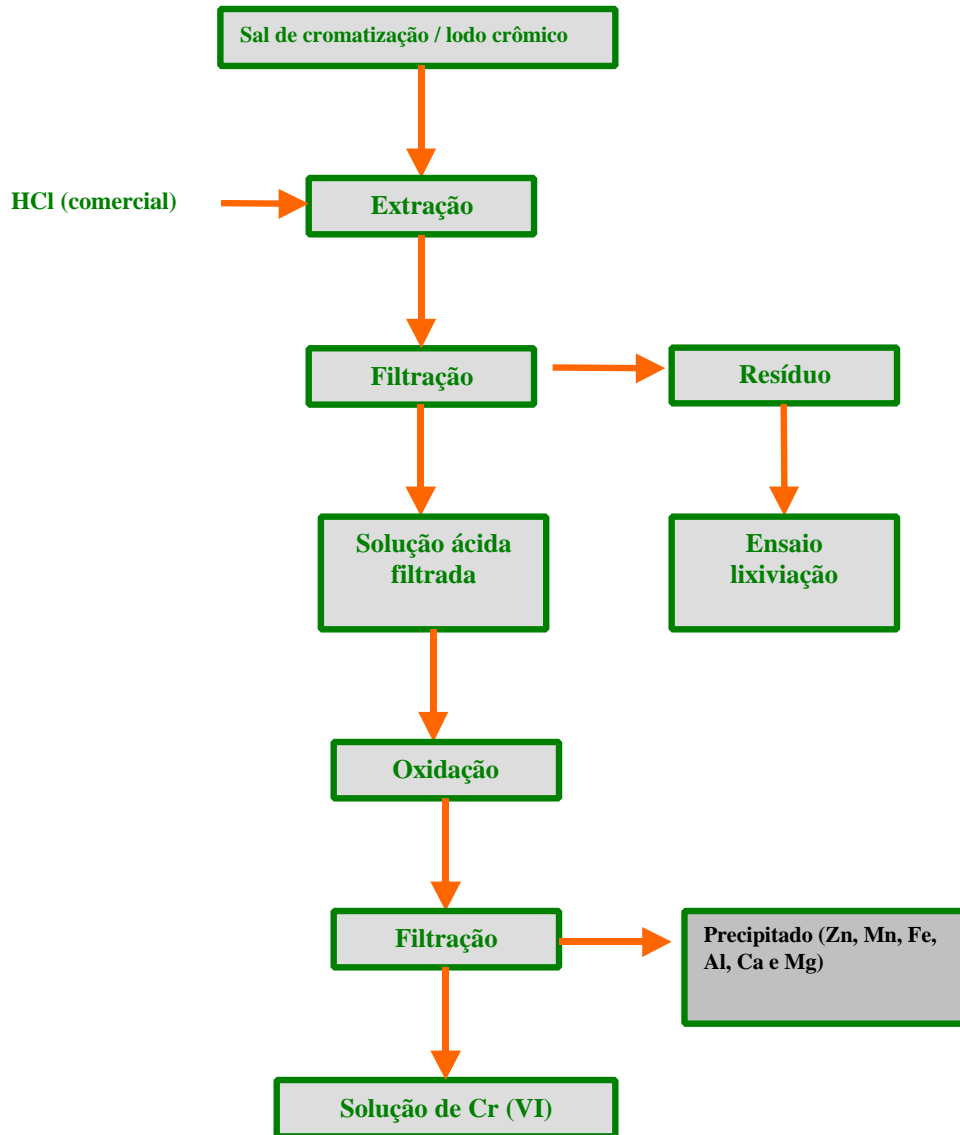 Sal de cromatização / lodo crômico
HCl (comercial)
Extração
Filtração
Resíduo
Solução ácida
filtrada
Ensaio
lixiviação
Oxidação
Filtração
Precipitado (Zn, Mn, Fe,
Al, Ca e Mg)
Solução de Cr (VI)